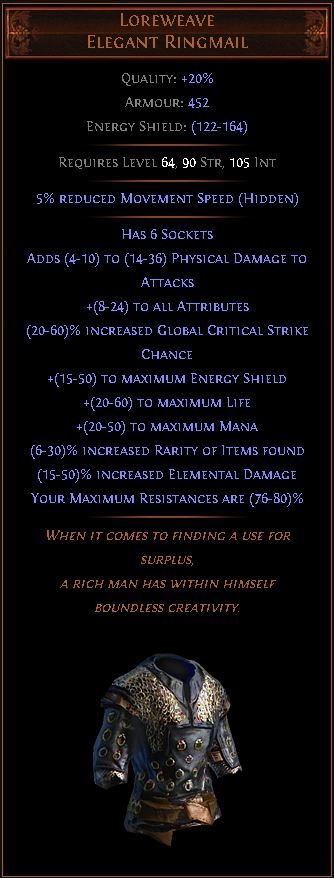 Loreweave
Elegant Ringmail
Quality: +20%
Armour: 452
Energy Shield: (122-164)
Requires Level 64, 90 Str, 105 Int
5% reduced Movement Speed (Hidden)
Has 6 Sockets
Adds (4-10) to (14-36) Physical Damage to
Attacks
+(8-24) to all Attributes
(20-60)% increased Global Critical Strike
Chance
+(15-50) to maximum Energy Shield
+(20-60) to maximum Life
+(20-50) to maximum Mana
(6-30)% increased Rarity of Items found
(15-50)% increased Elemental Damage
Your Maximum Resistances are (76-80)%
When it comes to finding a use for
surplus,
a rich man has within himself
boundless creativity.